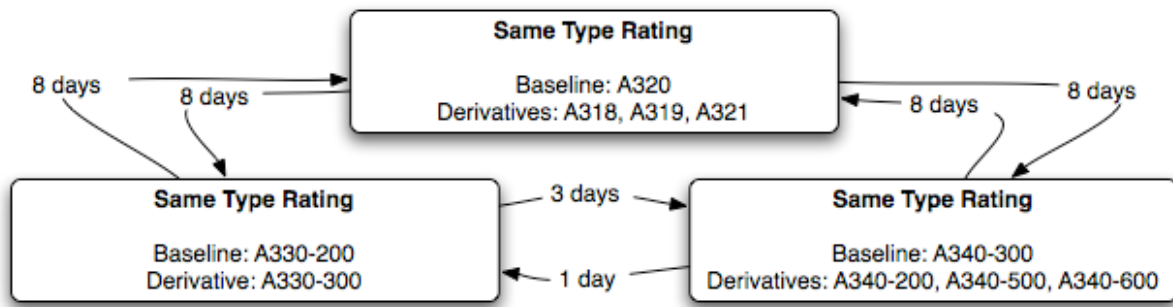 Same Type Rating
Baseline: A320
Derivatives: A318, A319, A321
8 days
8 days
8 days
8 days
Same Type Rating
Baseline: A330-200
Derivative: A330-300
3 days
1 day
Same Type Rating
Baseline: A340-300
Derivatives: A340-200, A340-500, A340-600